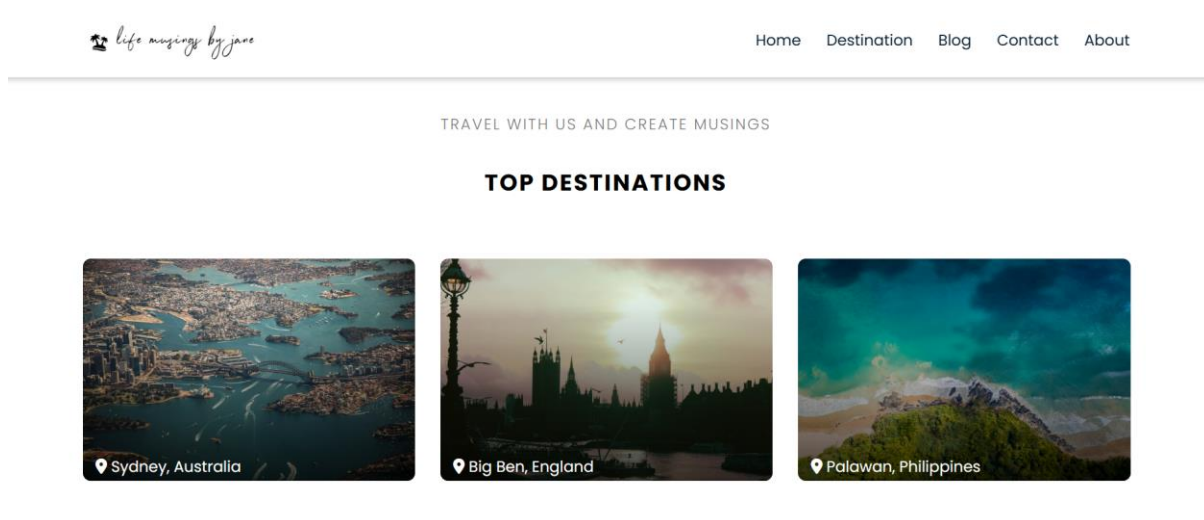 life musings by jane
Home Destination Blog Contact About
TRAVEL WITH US AND CREATE MUSINGS
TOP DESTINATIONS
Sydney, Australia
Big Ben, England
Palawan, Philippines